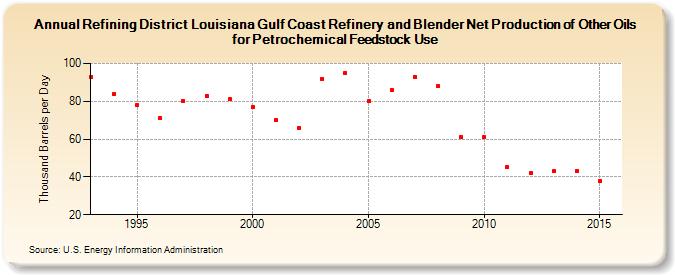 Annual Refining District Louisiana Gulf Coast Refinery and Blender Net Production of Other Oils
for Petrochemical Feedstock Use
Thousand Barrels per Day
100
80
60
40
20
1995
2000
2005
2010
2015
Source: U.S. Energy Information Administration